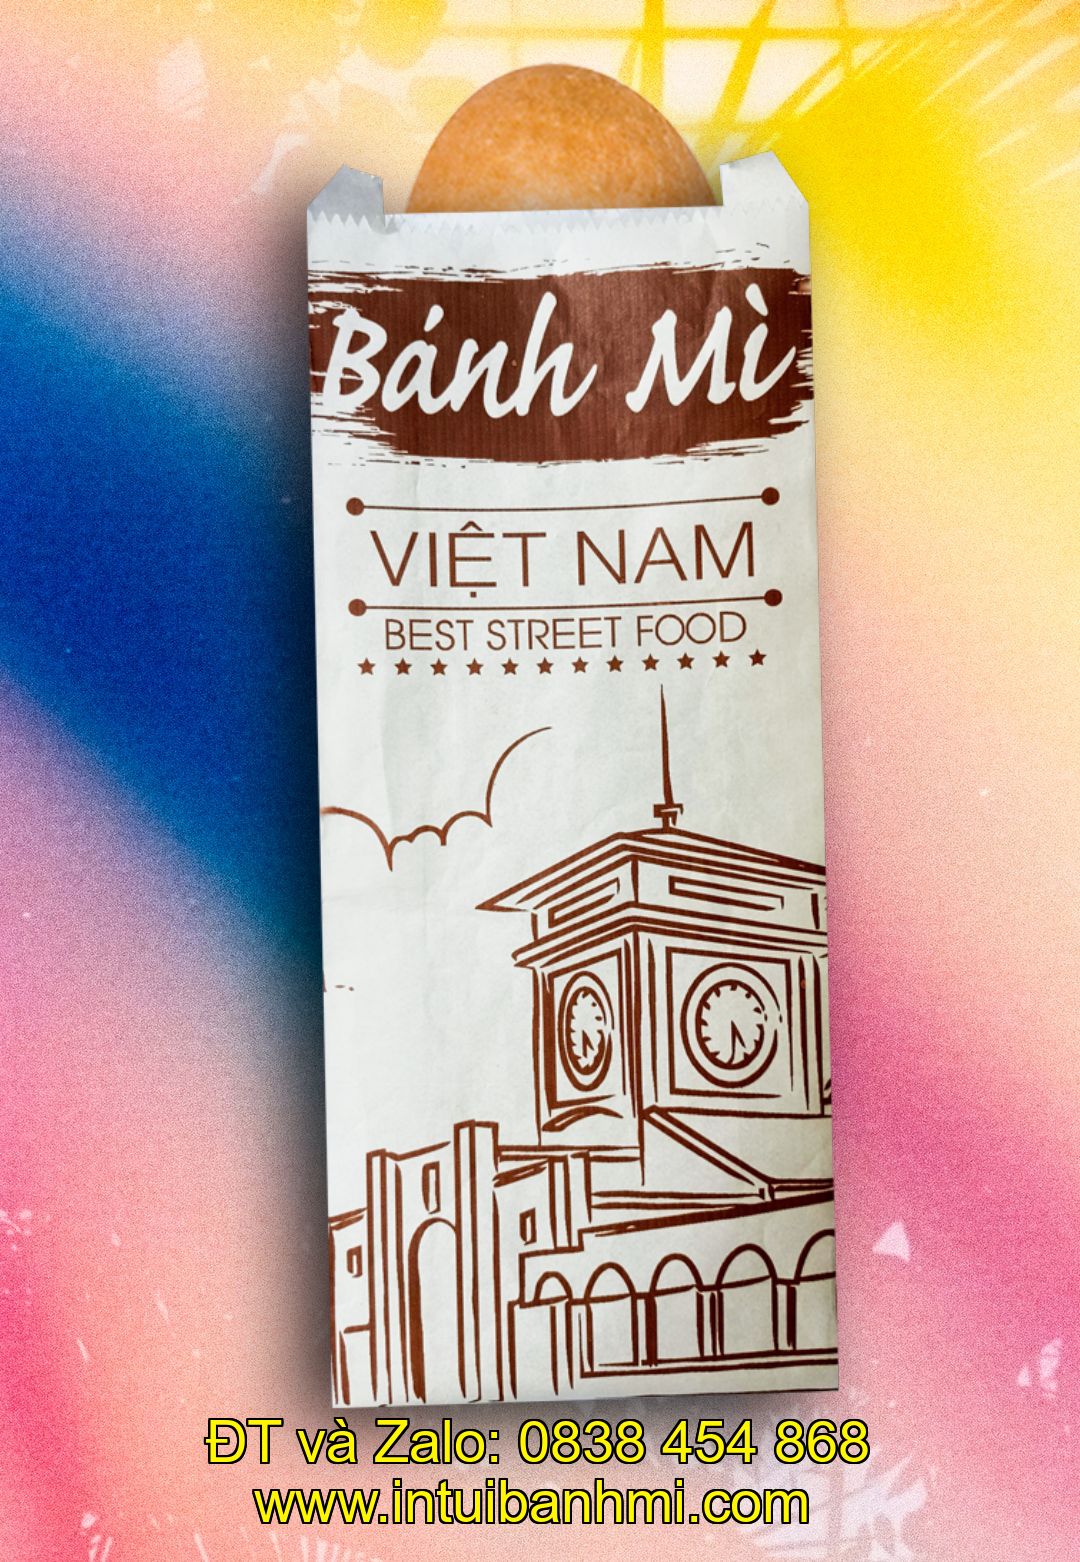 Bánh Mì
VIỆT NAM
BEST STREET FOOD
ĐT và Zalo: 0838 454 868
www.intuibanhmi.com